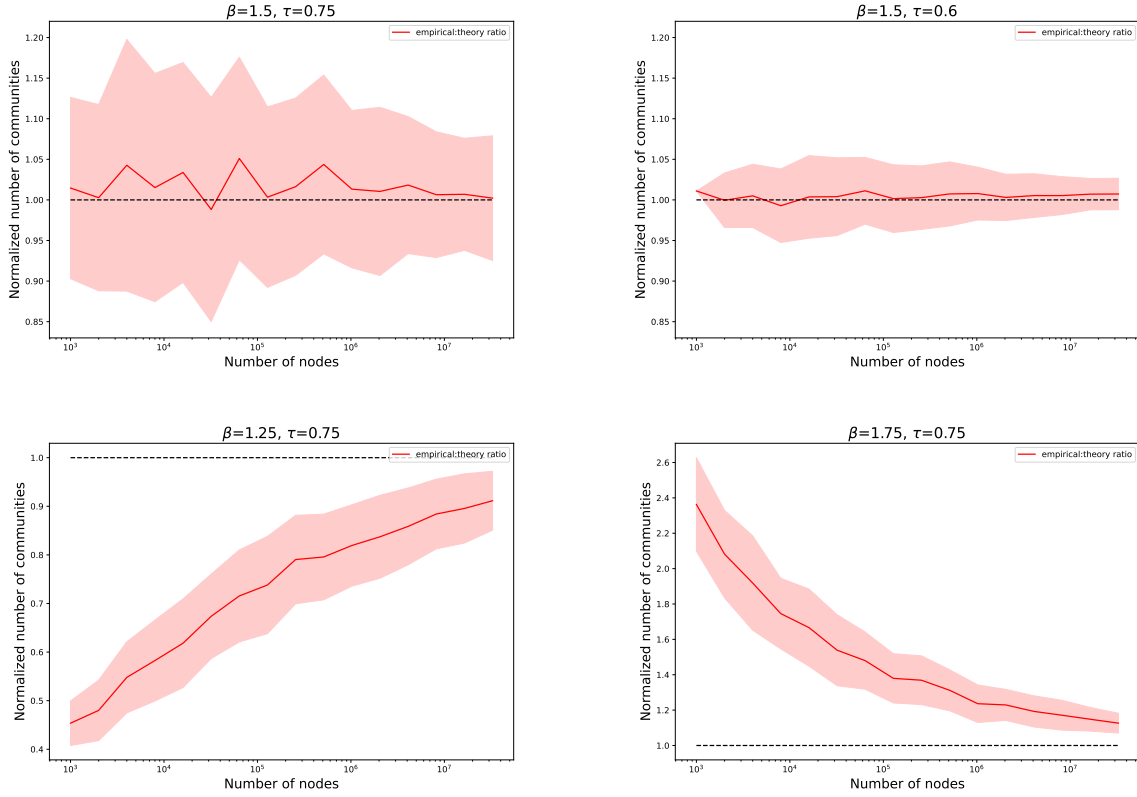 β=1.5, τ=0.75
empirical:theory ratio
Normalized number of communities
1.20
1.15
1.10
1.05
1.00
0.95
0.90
0.85
10³ 10⁴ 10⁵ 10⁶ 10⁷
Number of nodes
β=1.5, τ=0.6
empirical:theory ratio
Normalized number of communities
1.20
1.15
1.10
1.05
1.00
0.95
0.90
0.85
10³ 10⁴ 10⁵ 10⁶ 10⁷
Number of nodes
β=1.25, τ=0.75
empirical:theory ratio
Normalized number of communities
1.0
0.9
0.8
0.7
0.6
0.5
0.4
10³ 10⁴ 10⁵ 10⁶ 10⁷
Number of nodes
β=1.75, τ=0.75
empirical:theory ratio
Normalized number of communities
2.6
2.4
2.2
2.0
1.8
1.6
1.4
1.2
1.0
10³ 10⁴ 10⁵ 10⁶ 10⁷
Number of nodes